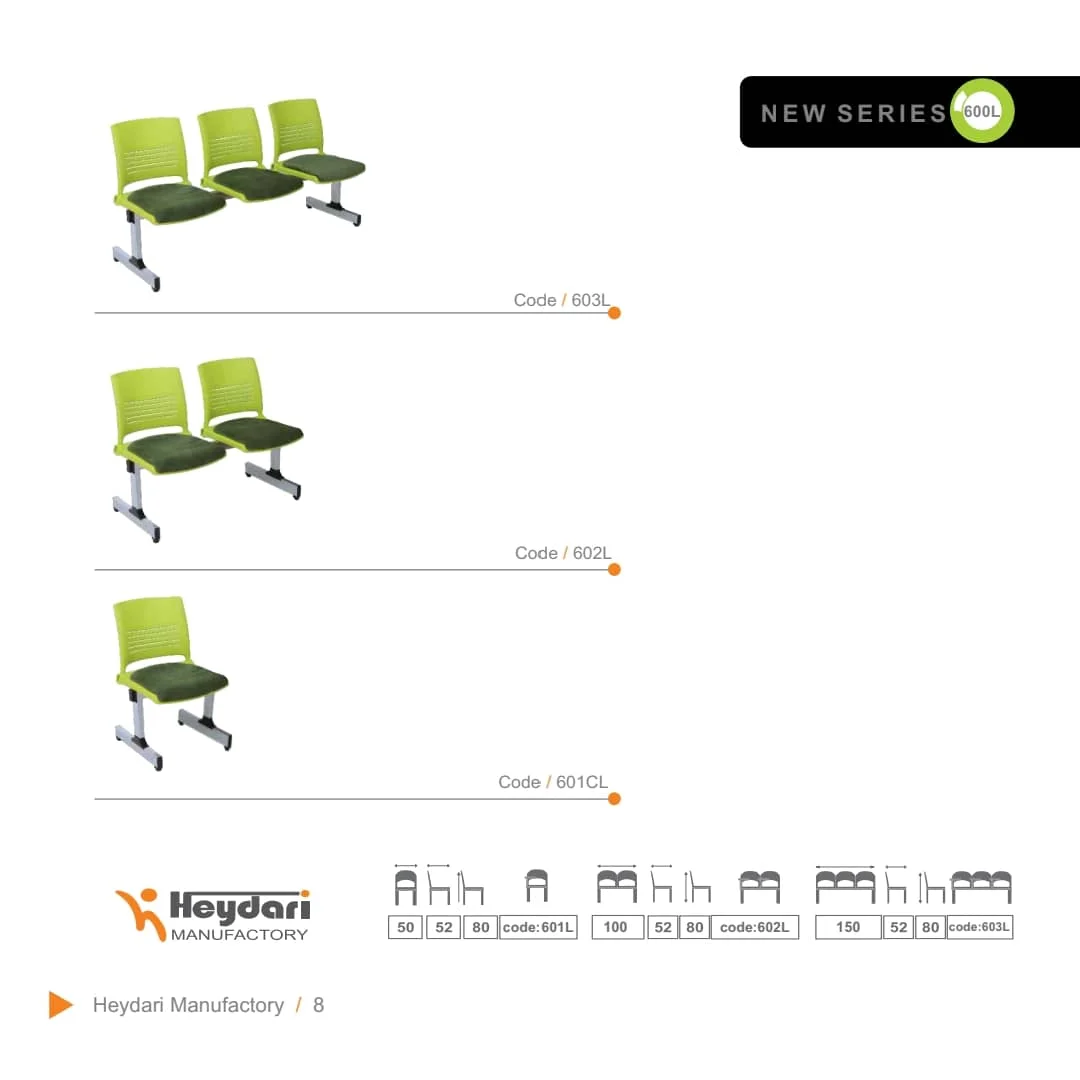 NEW SERIES 600L
Code / 603L
Code / 602L
Code / 601CL
Heydari
MANUFACTORY
50 52 80 code:601L
100 52 80 code:602L
150 52 80 code:603L
Heydari Manufactory / 8